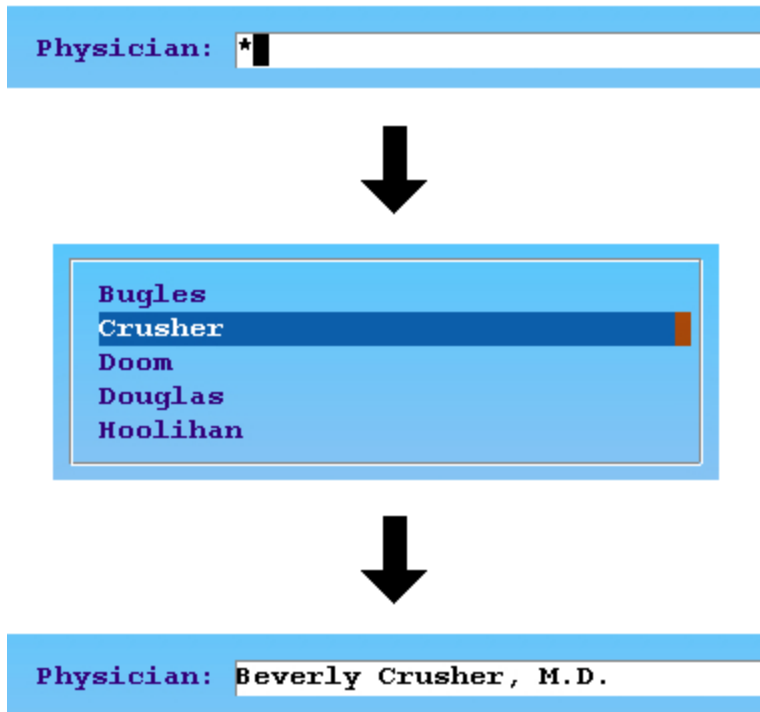 Physician: *
Bugles
Crusher
Doom
Douglas
Hoolihan
Physician: Beverly Crusher, M.D.